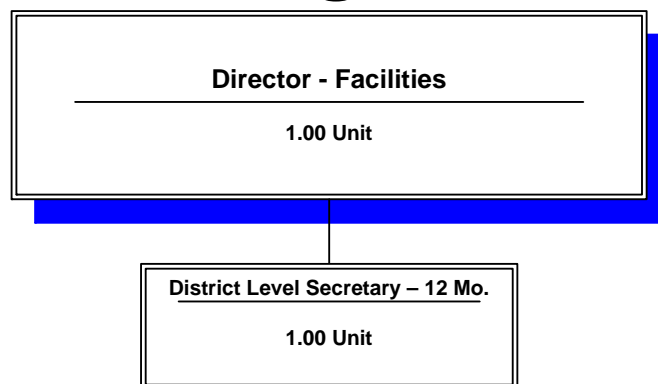 Director - Facilities
1.00 Unit
District Level Secretary – 12 Mo.
1.00 Unit